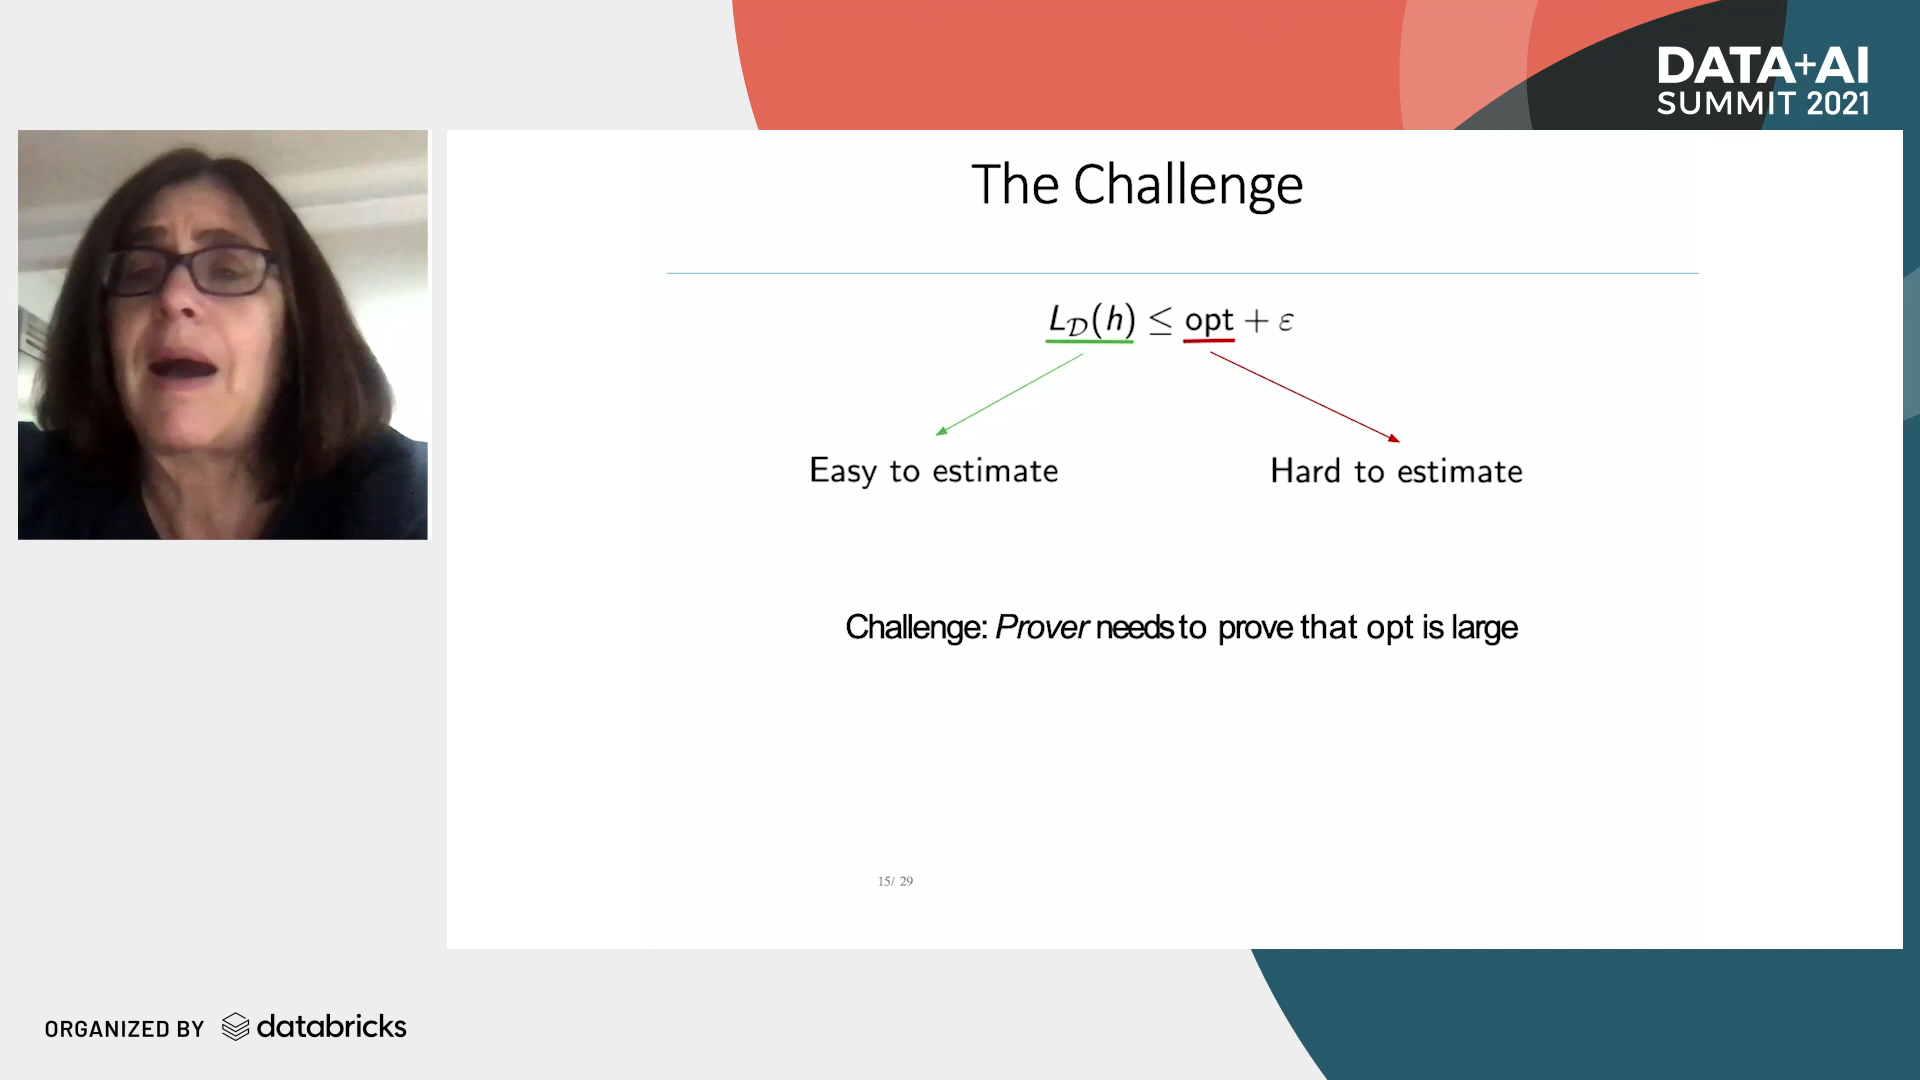 DATA+AI
SUMMIT 2021
The Challenge
L_D(h) ≤ opt + ε
Easy to estimate
Hard to estimate
Challenge: Prover needs to prove that opt is large
15/ 29
ORGANIZED BY databricks